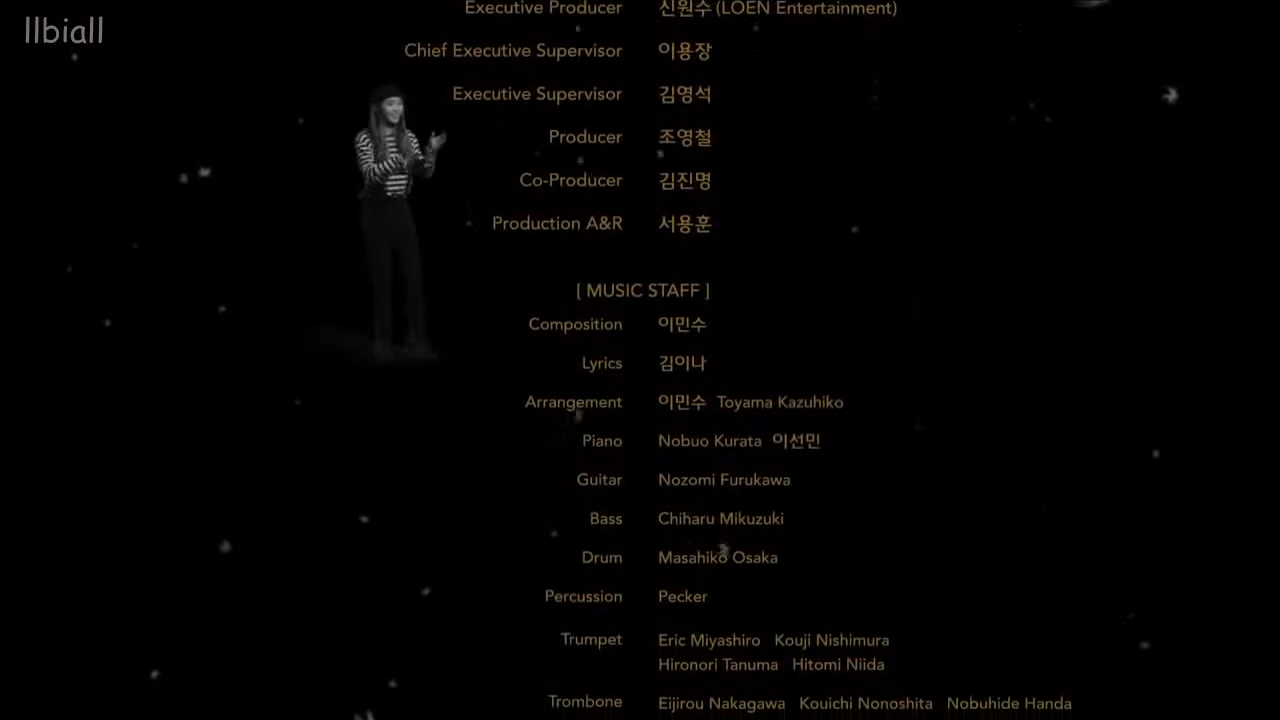 llbiall
Executive Producer 신원수 (LOEN Entertainment)
Chief Executive Supervisor 이용장
Executive Supervisor 김영석
Producer 조영철
Co-Producer 김진명
Production A&R 서용훈
[ MUSIC STAFF ]
Composition 이민수
Lyrics 김이나
Arrangement 이민수 Toyama Kazuhiko
Piano Nobuo Kurata 이선민
Guitar Nozomi Furukawa
Bass Chiharu Mikuzuki
Drum Masahiko Osaka
Percussion Pecker
Trumpet Eric Miyashiro Kouji Nishimura
Hironori Tanuma Hitomi Niida
Trombone Eijirou Nakagawa Kouichi Nonoshita Nobuhide Handa